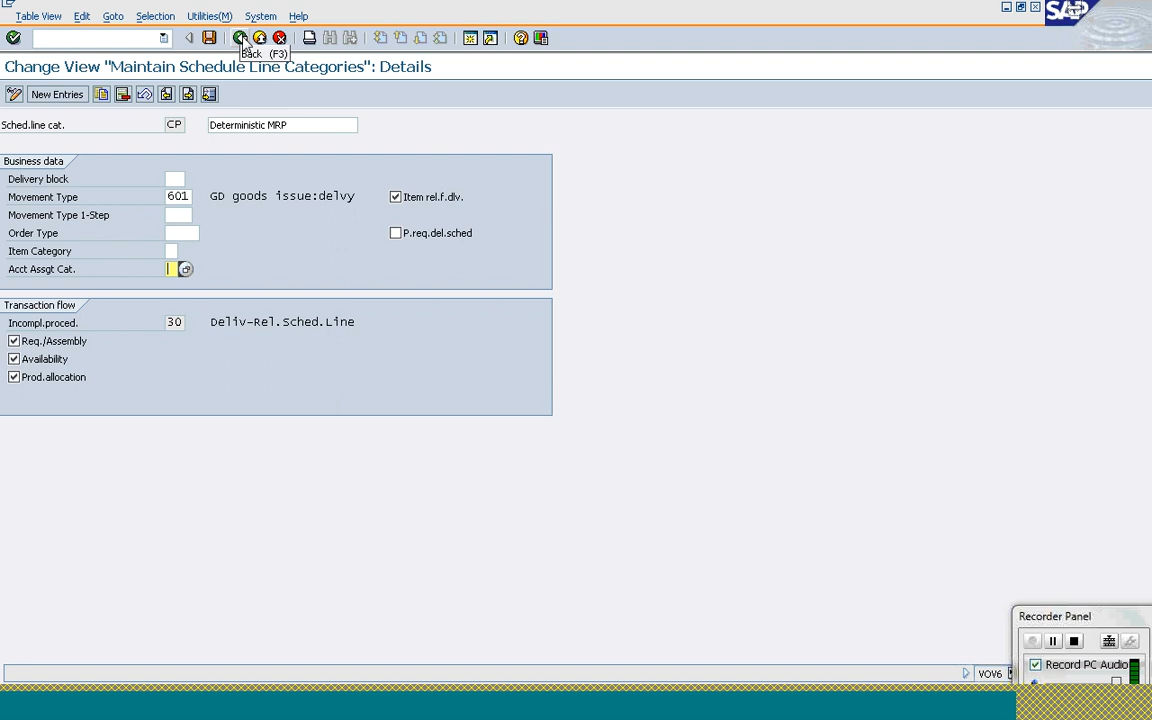 Table View Edit Goto Selection Utilities(M) System Help
SAP
Back (F3)
Change View "Maintain Schedule Line Categories": Details
New Entries
Sched.line cat. CP Deterministic MRP
Business data
Delivery block
Movement Type 601 GD goods issue:delvy Item rel.f.dlv.
Movement Type 1-Step
Order Type P.req.del.sched
Item Category
Acct Assgt Cat.
Transaction flow
Incompl.proced. 30 Deliv-Rel.Sched.Line
Req./Assembly
Availability
Prod.allocation
Recorder Panel
Record PC Audio
VOV6